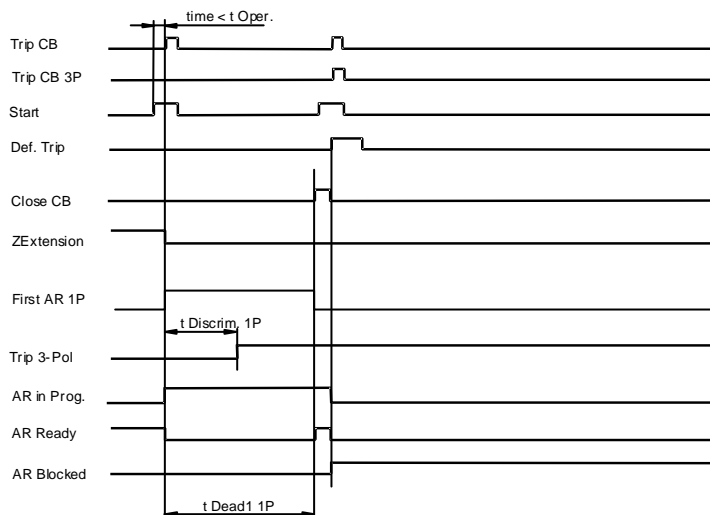 time < t Oper.
Trip CB
Trip CB 3P
Start
Def. Trip
Close CB
ZExtension
First AR 1P
t Discrim. 1P
Trip 3-Pol
AR in Prog.
AR Ready
AR Blocked
t Dead1 1P